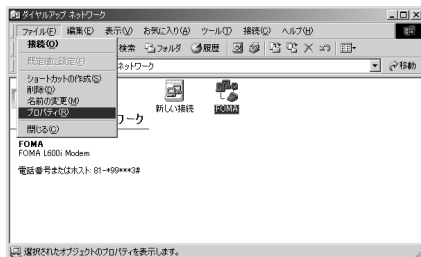 ダイヤルアップ ネットワーク
ファイル(F) 編集(E) 表示(V) お気に入り(A) ツール(T) 接続(C) ヘルプ(H)
接続(O)
検索 フォルダ 履歴
既定値に設定(F)
ネットワーク 移動
ショートカットの作成(S)
削除(D)
名前の変更(M)
プロパティ(R)
閉じる(C)
新しい接続 FOMA
ワーク
FOMA
FOMA L600i Modem
電話番号またはホスト: 81-*99***3#
選択されたオブジェクトのプロパティを表示します。